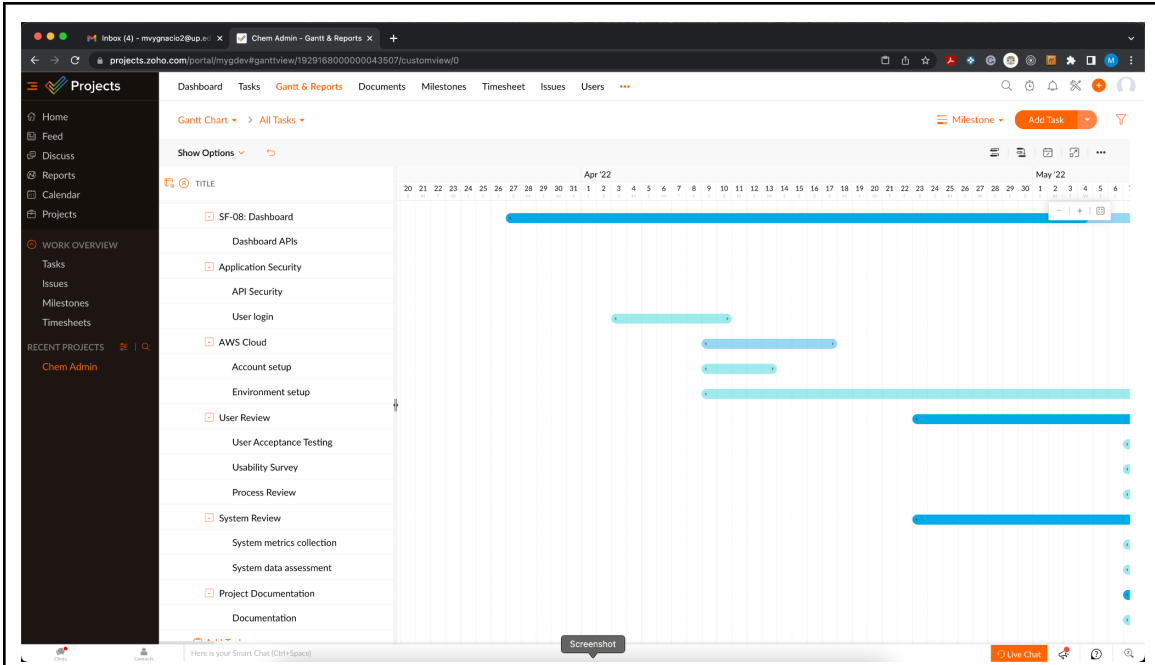 Inbox (4) - mvygnacio2@up.ed
Chem Admin - Gantt & Reports
projects.zoho.com/portal/mygdev#ganttview/1929168000000043507/customview/0
M
Projects
Dashboard Tasks Gantt & Reports Documents Milestones Timesheet Issues Users
Home
Feed
Discuss
Reports
Calendar
Projects
WORK OVERVIEW
Tasks
Issues
Milestones
Timesheets
RECENT PROJECTS
Chem Admin
Gantt Chart > All Tasks
Milestone
Add Task
Show Options
TITLE
Apr '22
May '22
20 21 22 23 24 25 26 27 28 29 30 31 1 2 3 4 5 6 7 8 9 10 11 12 13 14 15 16 17 18 19 20 21 22 23 24 25 26 27 28 29 30 1 2 3 4 5 6
SF-08: Dashboard
Dashboard APIs
Application Security
API Security
User login
AWS Cloud
Account setup
Environment setup
User Review
User Acceptance Testing
Usability Survey
Process Review
System Review
System metrics collection
System data assessment
Project Documentation
Documentation
Chats
Contacts
Here is your Smart Chat (Ctrl+Space)
Screenshot
Live Chat